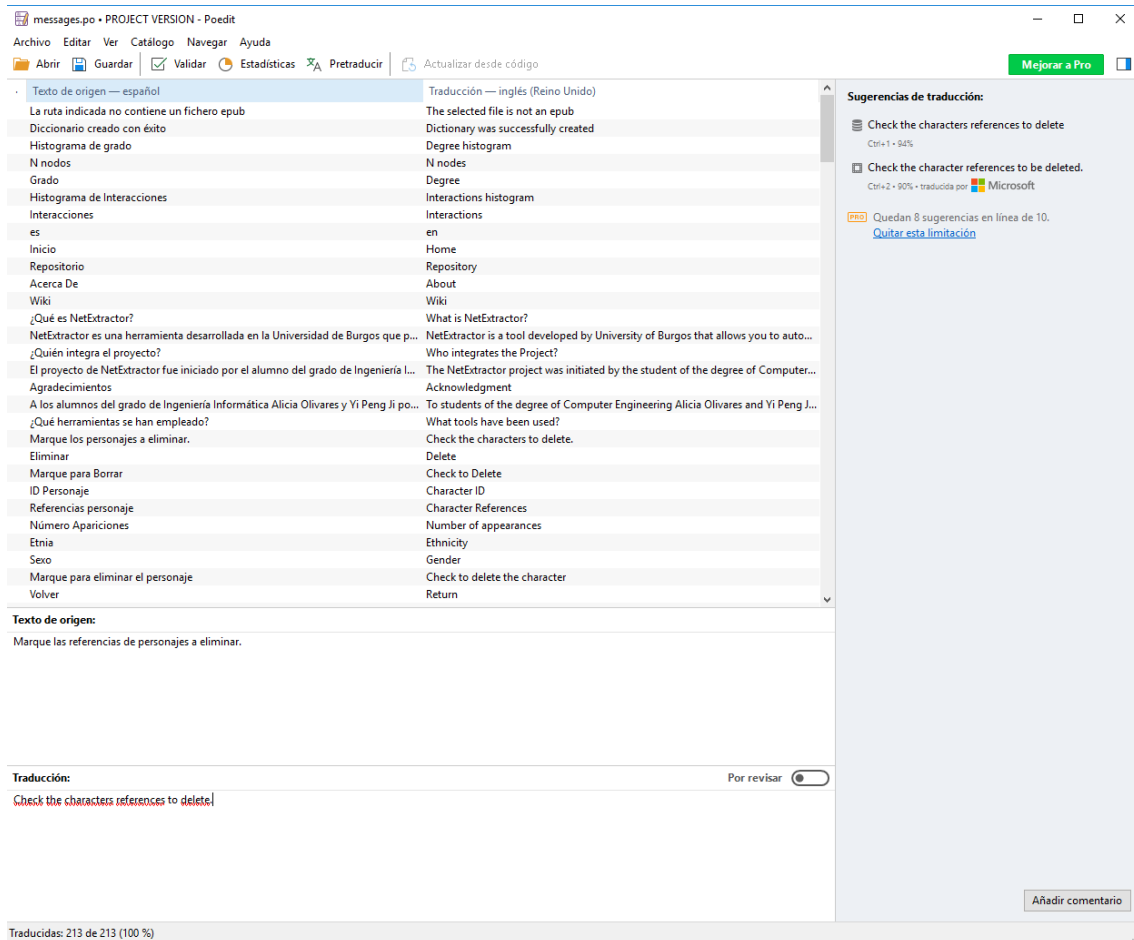 messages.po • PROJECT VERSION - Poedit
Archivo Editar Ver Catálogo Navegar Ayuda
Abrir Guardar Validar Estadísticas Pretraducir Actualizar desde código Mejorar a Pro
Texto de origen — español Traducción — inglés (Reino Unido)
La ruta indicada no contiene un fichero epub The selected file is not an epub
Diccionario creado con éxito Dictionary was successfully created
Histograma de grado Degree histogram
N nodos N nodes
Grado Degree
Histograma de Interacciones Interactions histogram
Interacciones Interactions
es en
Inicio Home
Repositorio Repository
Acerca De About
Wiki Wiki
¿Qué es NetExtractor? What is NetExtractor?
NetExtractor es una herramienta desarrollada en la Universidad de Burgos que p... NetExtractor is a tool developed by University of Burgos that allows you to auto...
¿Quién integra el proyecto? Who integrates the Project?
El proyecto de NetExtractor fue iniciado por el alumno del grado de Ingeniería I... The NetExtractor project was initiated by the student of the degree of Computer...
Agradecimientos Acknowledgment
A los alumnos del grado de Ingeniería Informática Alicia Olivares y Yi Peng Ji po... To students of the degree of Computer Engineering Alicia Olivares and Yi Peng J...
¿Qué herramientas se han empleado? What tools have been used?
Marque los personajes a eliminar. Check the characters to delete.
Eliminar Delete
Marque para Borrar Check to Delete
ID Personaje Character ID
Referencias personaje Character References
Número Apariciones Number of appearances
Etnia Ethnicity
Sexo Gender
Marque para eliminar el personaje Check to delete the character
Volver Return
Texto de origen:
Marque las referencias de personajes a eliminar.
Traducción: Por revisar
Check the characters references to delete.
Sugerencias de traducción:
Check the characters references to delete
Ctrl+1 • 94%
Check the character references to be deleted.
Ctrl+2 • 90% • traducida por Microsoft
PRO Quedan 8 sugerencias en línea de 10.
Quitar esta limitación
Añadir comentario
Traducidas: 213 de 213 (100 %)